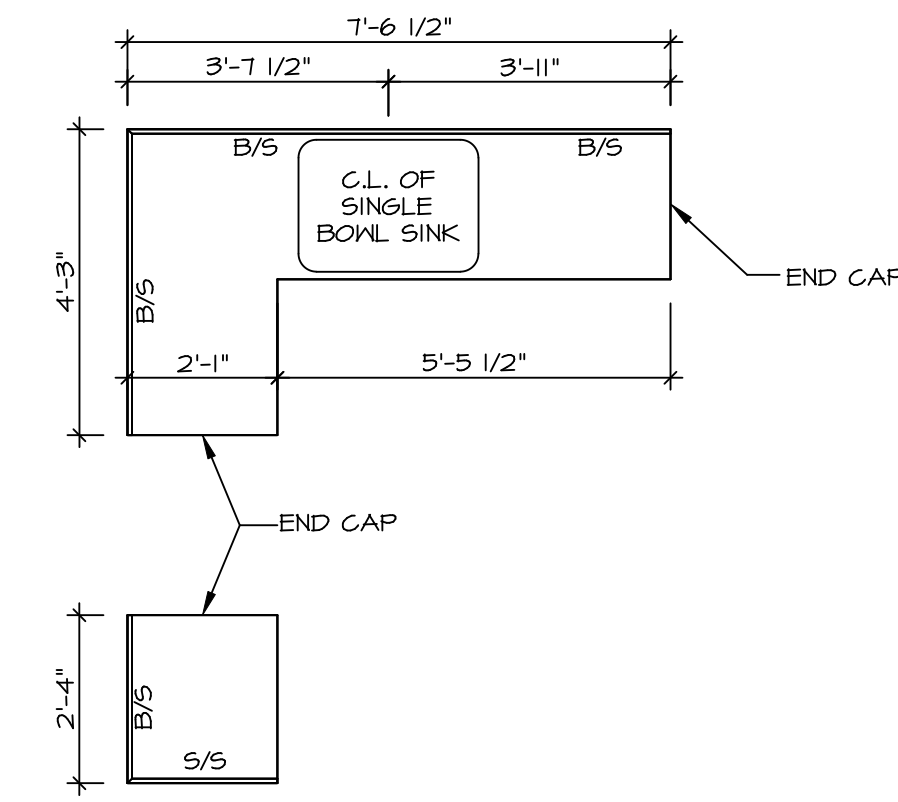 7'-6 1/2"
3'-7 1/2"
3'-11"
B/S
B/S
C.L. OF
SINGLE
BOWL SINK
4'-3"
B/S
END CAP
2'-1"
5'-5 1/2"
END CAP
2'-4"
B/S
S/S